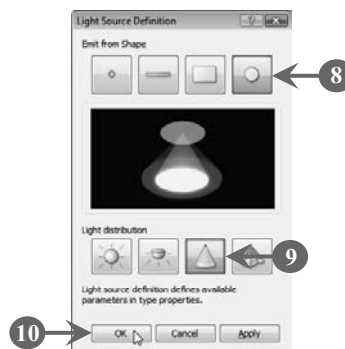 Light Source Definition
Emit from Shape
8
Light distribution
9
Light source definition defines available
parameters in type properties.
10
OK Cancel Apply